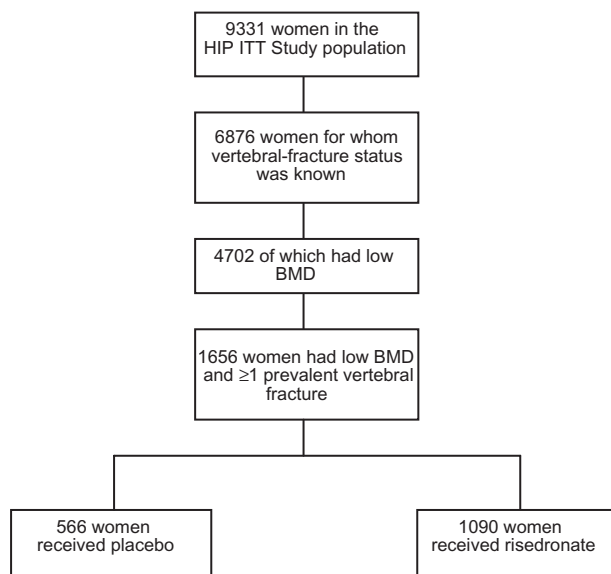 9331 women in the
HIP ITT Study population
6876 women for whom
vertebral-fracture status
was known
4702 of which had low
BMD
1656 women had low BMD
and ≥1 prevalent vertebral
fracture
566 women
received placebo
1090 women
received risedronate